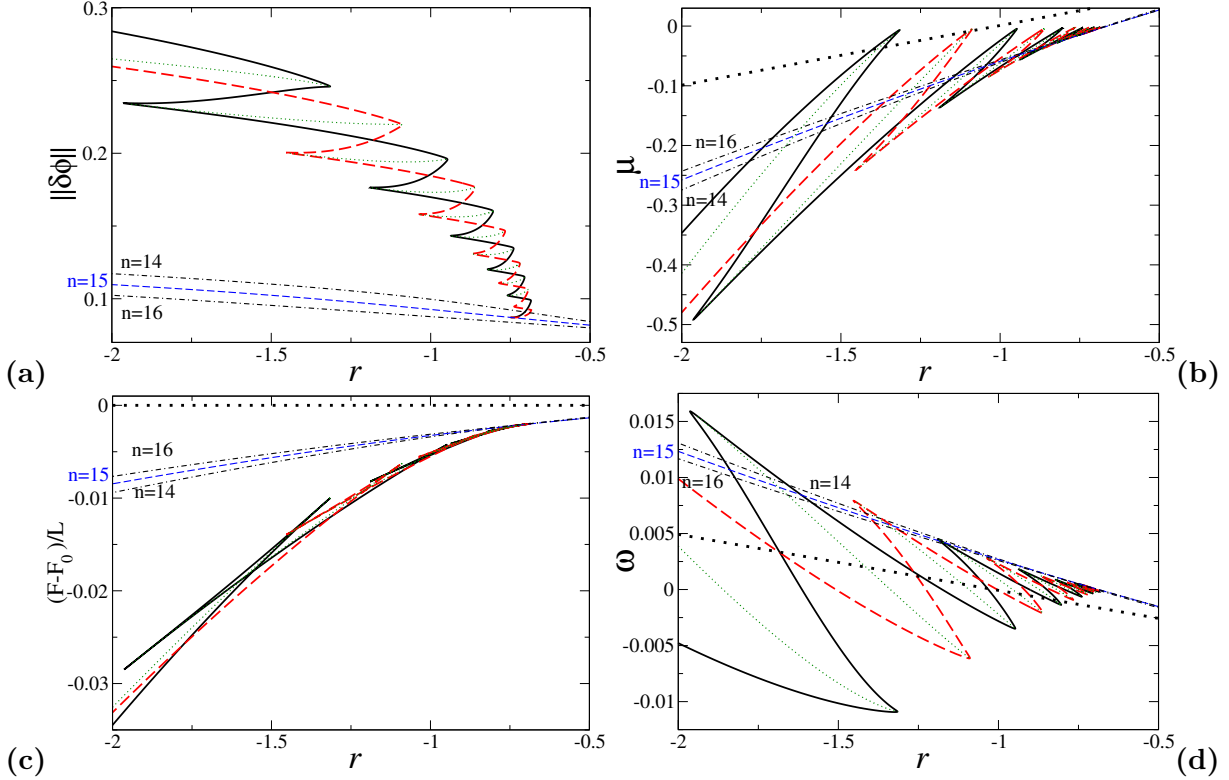 0.3
0.2
0.1
||δϕ||
n=14
n=15
n=16
-2
-1.5
-1
-0.5
r
(a)
0
-0.1
-0.2
-0.3
-0.4
-0.5
μ
n=16
n=15
n=14
-2
-1.5
-1
-0.5
r
(b)
0
-0.01
-0.02
-0.03
(F-F0)/L
n=16
n=15
n=14
-2
-1.5
-1
-0.5
r
(c)
0.015
0.01
0.005
0
-0.005
-0.01
ω
n=15
n=16
n=14
-2
-1.5
-1
-0.5
r
(d)